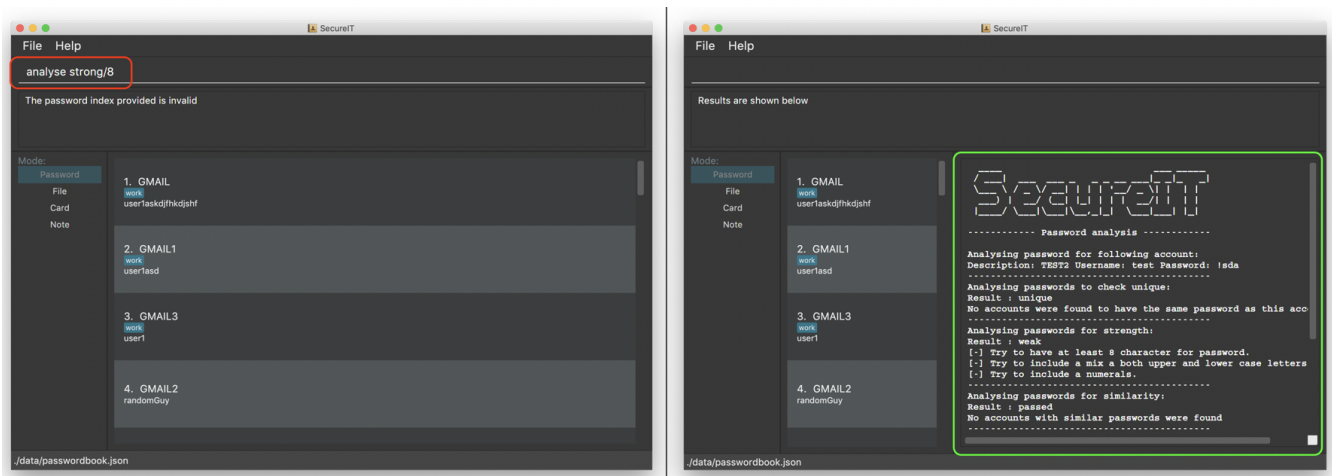 SecureIT
File Help
analyse strong/8
The password index provided is invalid
Mode:
Password
File
Card
Note
1. GMAIL
work
user1askdjfhkdjshf
2. GMAIL1
work
user1asd
3. GMAIL3
work
user1
4. GMAIL2
randomGuy
./data/passwordbook.json
SecureIT
File Help
Results are shown below
Mode:
Password
File
Card
Note
1. GMAIL
work
user1askdjfhkdjshf
2. GMAIL1
work
user1asd
3. GMAIL3
work
user1
4. GMAIL2
randomGuy
SecureIT
------------ Password analysis ------------
Analysing password for following account:
Description: TEST2 Username: test Password: !sda
-------------------------------------------
Analysing passwords to check unique:
Result : unique
No accounts were found to have the same password as this acc
-------------------------------------------
Analysing passwords for strength:
Result : weak
[-] Try to have at least 8 character for password.
[-] Try to include a mix a both upper and lower case letters
[-] Try to include a numerals.
-------------------------------------------
Analysing passwords for similarity:
Result : passed
No accounts with similar passwords were found
-------------------------------------------
./data/passwordbook.json